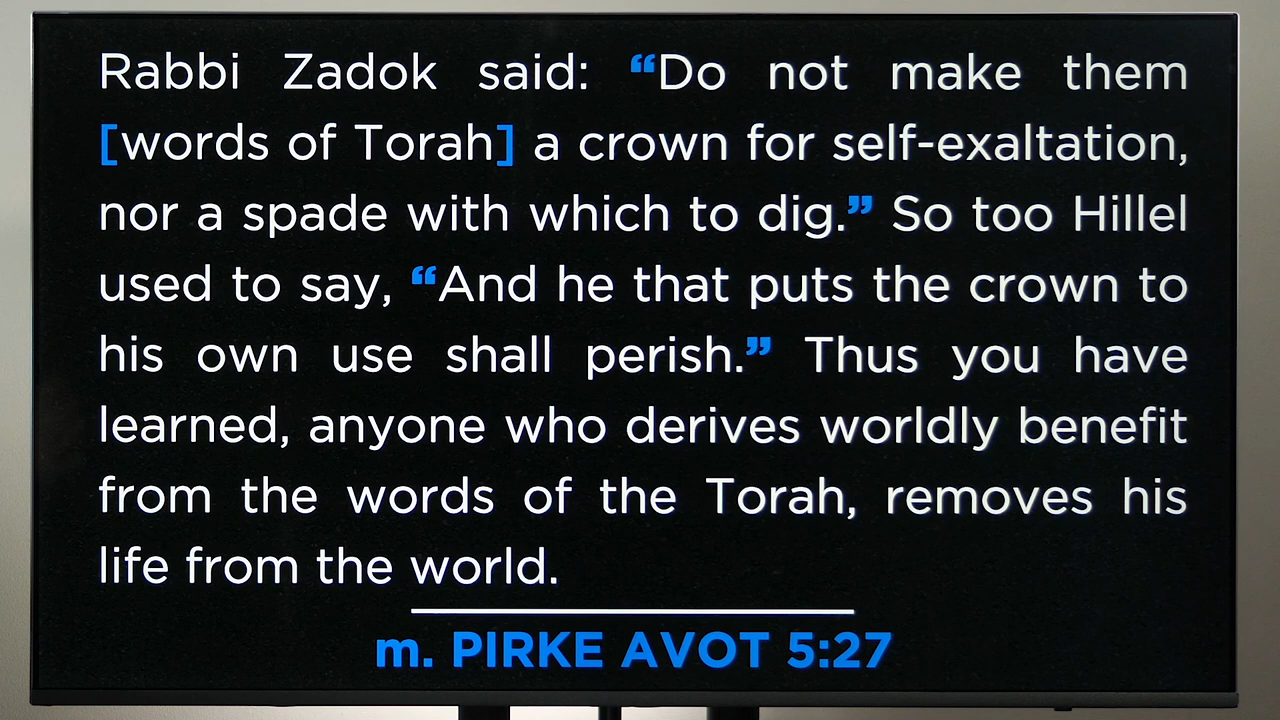 Rabbi Zadok said: “Do not make them
[words of Torah] a crown for self-exaltation,
nor a spade with which to dig.” So too Hillel
used to say, “And he that puts the crown to
his own use shall perish.” Thus you have
learned, anyone who derives worldly benefit
from the words of the Torah, removes his
life from the world.
m. PIRKE AVOT 5:27